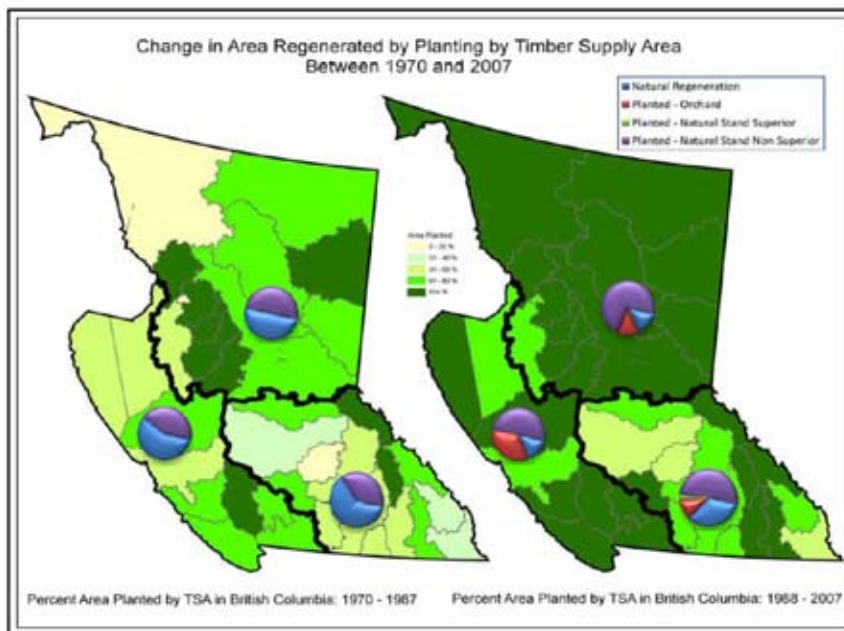 Change in Area Regenerated by Planting by Timber Supply Area
Between 1970 and 2007
Natural Regeneration
Planted - Orchard
Planted - Natural Stand Superior
Planted - Natural Stand Non Superior
Area Planted
Percent Area Planted by TSA in British Columbia: 1970 - 1987
Percent Area Planted by TSA in British Columbia: 1988 - 2007